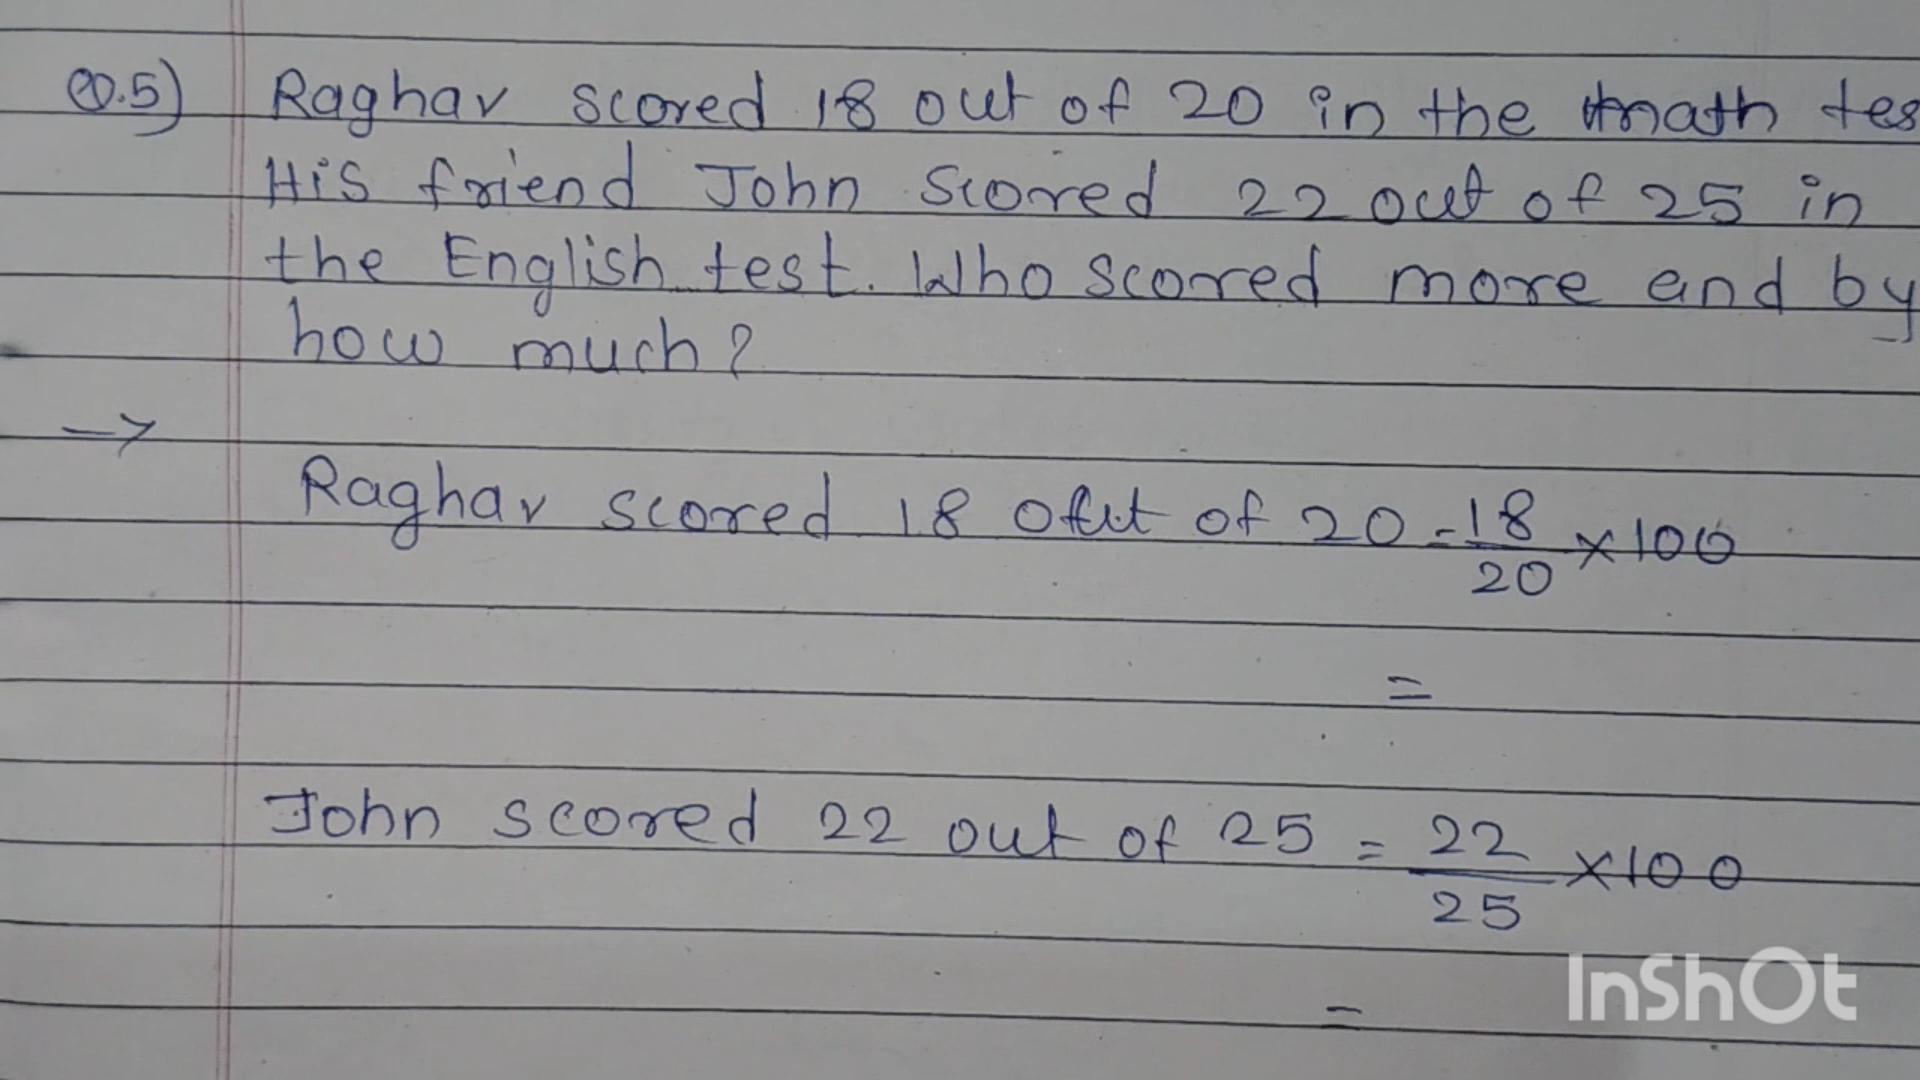 Q.5) Raghav scored 18 out of 20 in the math tes
His friend John scored 22 out of 25 in
the English test. Who scored more and by
how much?
→
Raghav scored 18 out of 20 = 18/20 × 100
=
John scored 22 out of 25 = 22/25 × 100
=
InShOt